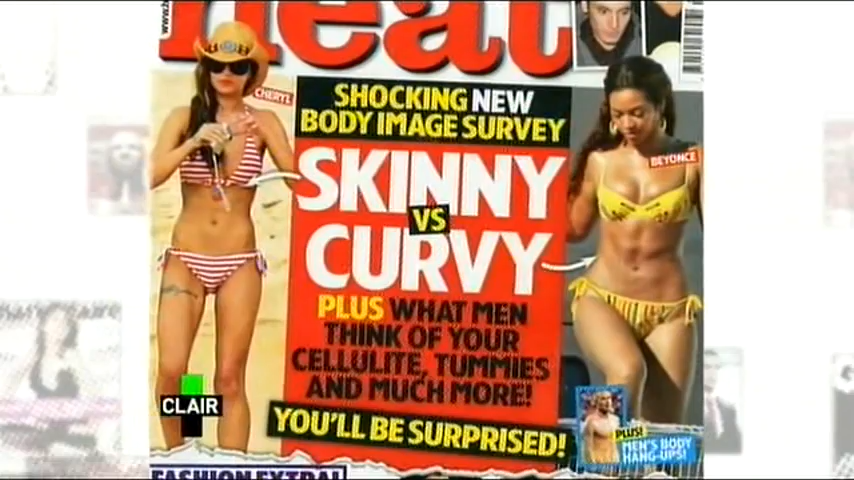 heat
CHERYL
SHOCKING NEW
BODY IMAGE SURVEY
BEYONCE
SKINNY
VS
CURVY
PLUS WHAT MEN
THINK OF YOUR
CELLULITE, TUMMIES
AND MUCH MORE!
CLAIR
YOU'LL BE SURPRISED!
PLUS!
MEN'S BODY
HANG-UPS!
FASHION EXTRA!